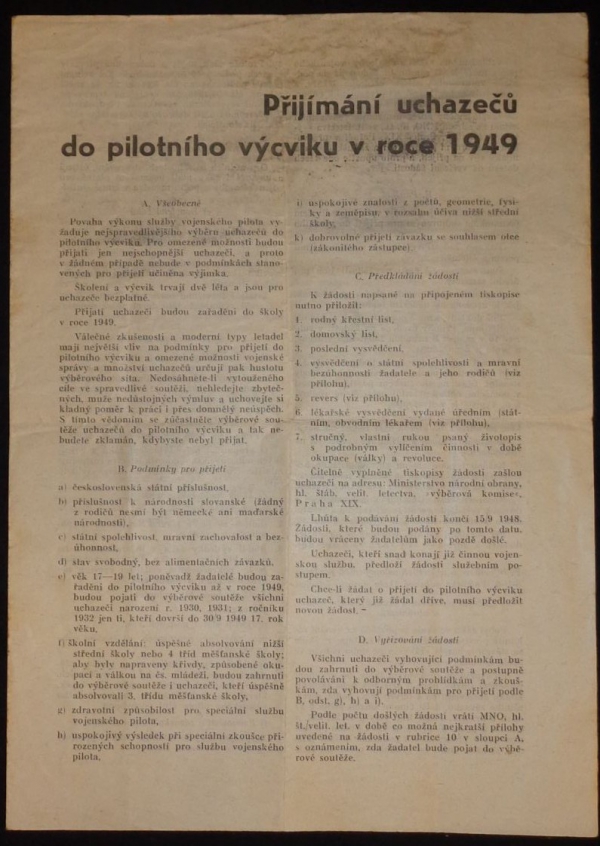 Přijímání uchazečů
do pilotního výcviku v roce 1949
A. Všeobecné
Povaha výkonu služby vojenského pilota vy-
žaduje nejspravedlivějšího výběru uchazečů do
pilotního výcviku. Pro omezené možnosti budou
přijati jen nejschopnější uchazeči, a proto
v žádném případě nebude v podmínkách stano-
vených pro přijetí učiněna výjimka.
Školení a výcvik trvají dvě léta a jsou pro
uchazeče bezplatné.
Přijatí uchazeči budou zařaděni do školy
v roce 1949.
Válečné zkušenosti a moderní typy letadel
mají největší vliv na podmínky pro přijetí do
pilotního výcviku a omezené možnosti vojenské
správy a množství uchazečů určují pak hustotu
výběrového síta. Nedosáhnete-li vytouženého
cíle ve spravedlivé soutěži, nehledejte zbyteč-
ných, muže nedůstojných výmluv a uchovejte si
kladný poměr k práci i přes domnělý neúspěch.
S tímto vědomím se zúčastněte výběrové sou-
těže uchazečů do pilotního výcviku a tak ne-
budete zklamán, kdybyste nebyl přijat.
B. Podmínky pro přijetí
a) československá státní příslušnost,
b) příslušnost k národnosti slovanské (žádný
z rodičů nesmí být německé ani maďarské
národnosti),
c) státní spolehlivost, mravní zachovalost a bez-
úhonnost,
d) stav svobodný, bez alimentačních závazků,
e) věk 17—19 let; poněvadž žadatelé budou za-
řaděni do pilotního výcviku až v roce 1949,
budou pojati do výběrové soutěže všichni
uchazeči narození r. 1930, 1931; z ročníku
1932 jen ti, kteří dovrší do 30/9 1949 17. rok
věku,
f) školní vzdělání: úspěšné absolvování nižší
střední školy nebo 4 tříd měšťanské školy;
aby byly napraveny křivdy, způsobené oku-
pací a válkou na čs. mládeži, budou zahrnuti
do výběrové soutěže i uchazeči, kteří úspěšně
absolvovali 3. třídu měšťanské školy,
g) zdravotní způsobilost pro speciální službu
vojenského pilota,
h) uspokojivý výsledek při speciální zkoušce při-
rozených schopností pro službu vojenského
pilota,
i) uspokojivé znalosti z počtů, geometrie, fysi-
ky a zeměpisu, v rozsahu učiva nižší střední
školy,
k) dobrovolné přijetí závazku se souhlasem otce
(zákonitého zástupce).
C. Předkládání žádostí
K žádosti napsané na připojeném tiskopise
nutno přiložit:
1. rodný křestní list,
2. domovský list,
3. poslední vysvědčení,
4. vysvědčení o státní spolehlivosti a mravní
bezúhonnosti žadatele a jeho rodičů (viz
přílohu),
5. revers (viz přílohu),
6. lékařské vysvědčení vydané úředním (stát-
ním, obvodním lékařem (viz přílohu),
7. stručný, vlastní rukou psaný životopis
s podrobným vylíčením činnosti v době
okupace (války) a revoluce.
Čitelně vyplněné tiskopisy žádosti zašlou
uchazeči na adresu: Ministerstvo národní obrany,
hl. štáb, velit. letectva, »výběrová komise«,
Praha XIX.
Lhůta k podávání žádostí končí 15/9 1948.
Žádosti, které budou podány po tomto datu,
budou vráceny žadatelům jako pozdě došlé.
Uchazeči, kteří snad konají již činnou vojen-
skou službu, předloží žádosti služebním po-
stupem.
Chce-li žádat o přijetí do pilotního výcviku
uchazeč, který již žádal dříve, musí předložit
novou žádost. –
D. Vyřizování žádostí
Všichni uchazeči vyhovující podmínkám bu-
dou zahrnuti do výběrové soutěže a postupně
povoláváni k odborným prohlídkám a zkouš-
kám, zda vyhovují podmínkám pro přijetí podle
B, odst. g), h) a i).
Podle počtu došlých žádostí vrátí MNO, hl.
št./velit. let. v době co možná nejkratší přílohy
uvedené na žádosti v rubrice 10 v sloupci A,
s oznámením, zda žadatel bude pojat do výbě-
rové soutěže.